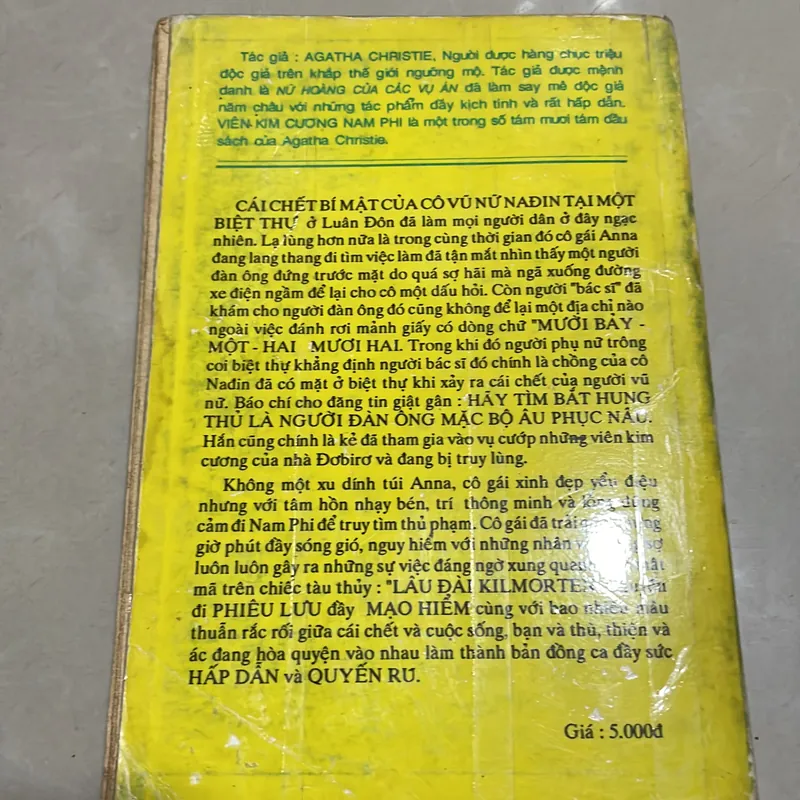 Tác giả : AGATHA CHRISTIE, Người được hàng chục triệu
độc giả trên khắp thế giới ngưỡng mộ. Tác giả được mệnh
danh là NỮ HOÀNG CỦA CÁC VỤ ÁN đã làm say mê độc giả
năm châu với những tác phẩm đầy kịch tính và rất hấp dẫn.
VIÊN KIM CƯƠNG NAM PHI là một trong số tám mươi tám đầu
sách của Agatha Christie.
CÁI CHẾT BÍ MẬT CỦA CÔ VŨ NỮ NAĐIN TẠI MỘT
BIỆT THỰ ở Luân Đôn đã làm mọi người dân ở đây ngạc
nhiên. Lạ lùng hơn nữa là trong cùng thời gian đó cô gái Anna
đang lang thang đi tìm việc làm đã tận mắt nhìn thấy một người
đàn ông đứng trước mặt do quá sợ hãi mà ngã xuống đường
xe điện ngầm để lại cho cô một dấu hỏi. Còn người "bác sĩ" đã
khám cho người đàn ông đó cũng không để lại một địa chỉ nào
ngoài việc đánh rơi mảnh giấy có dòng chữ "MƯỜI BẢY -
MỘT - HAI MƯƠI HAI. Trong khi đó người phụ nữ trông
coi biệt thự khẳng định người bác sĩ đó chính là chồng của cô
Nađin đã có mặt ở biệt thự khi xảy ra cái chết của người vũ
nữ. Báo chí cho đăng tin giật gân : HÃY TÌM BẮT HUNG
THỦ LÀ NGƯỜI ĐÀN ÔNG MẶC BỘ ÂU PHỤC NÂU.
Hắn cũng chính là kẻ đã tham gia vào vụ cướp những viên kim
cương của nhà Đơbirơ và đang bị truy lùng.
Không một xu dính túi Anna, cô gái xinh đẹp yểu điệu
nhưng với tâm hồn nhạy bén, trí thông minh và lòng dũng
cảm đi Nam Phi để truy tìm thủ phạm. Cô gái đã trải
giờ phút đầy sóng gió, nguy hiểm với những nhân sợ
luôn luôn gây ra những sự việc đáng ngờ xung quanh
mã trên chiếc tàu thủy : "LÂU ĐÀI KILMORTEN
đi PHIÊU LƯU đầy MẠO HIỂM cùng với bao nhiêu mâu
thuẫn rắc rối giữa cái chết và cuộc sống, bạn và thù, thiện và
ác đang hòa quyện vào nhau làm thành bản đồng ca đầy sức
HẤP DẪN và QUYẾN RŨ.
Giá : 5.000đ